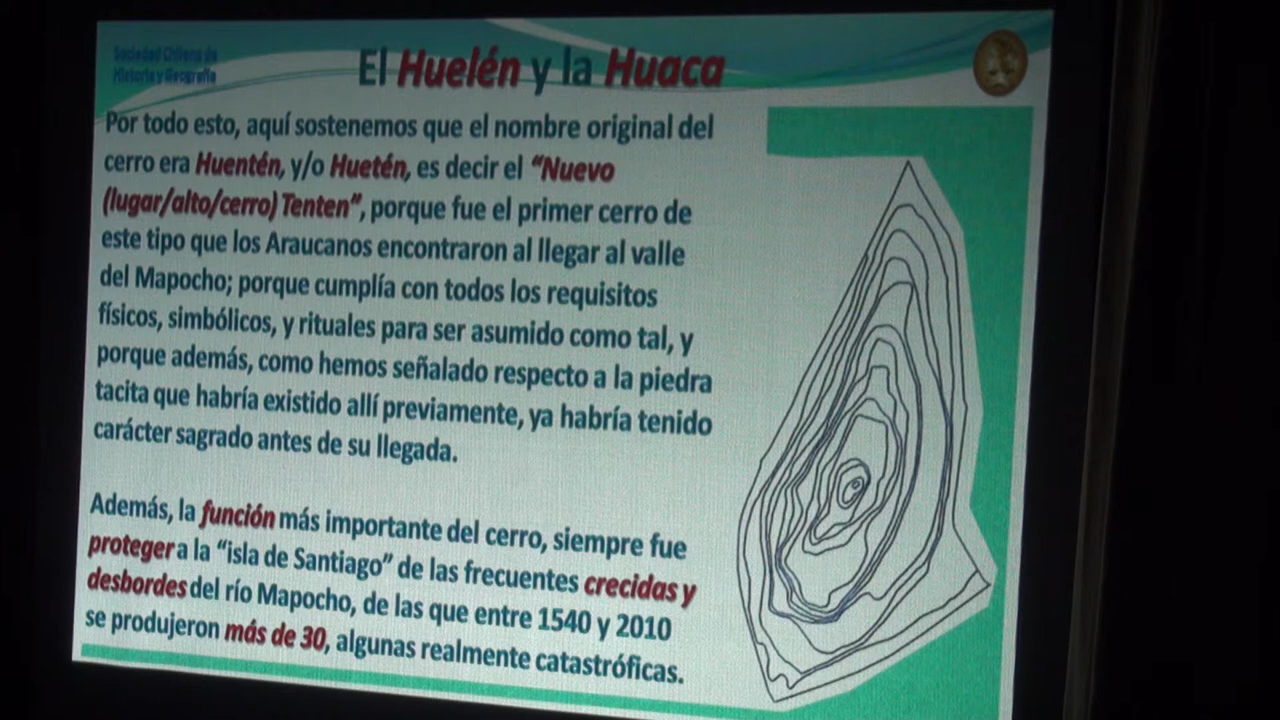 Sociedad Chilena de
Historia y Geografía
El Huelén y la Huaca
Por todo esto, aquí sostenemos que el nombre original del
cerro era Huentén, y/o Huetén, es decir el “Nuevo
(lugar/alto/cerro) Tenten”, porque fue el primer cerro de
este tipo que los Araucanos encontraron al llegar al valle
del Mapocho; porque cumplía con todos los requisitos
físicos, simbólicos, y rituales para ser asumido como tal, y
porque además, como hemos señalado respecto a la piedra
tacita que habría existido allí previamente, ya habría tenido
carácter sagrado antes de su llegada.
Además, la función más importante del cerro, siempre fue
proteger a la “isla de Santiago” de las frecuentes crecidas y
desbordes del río Mapocho, de las que entre 1540 y 2010
se produjeron más de 30, algunas realmente catastróficas.